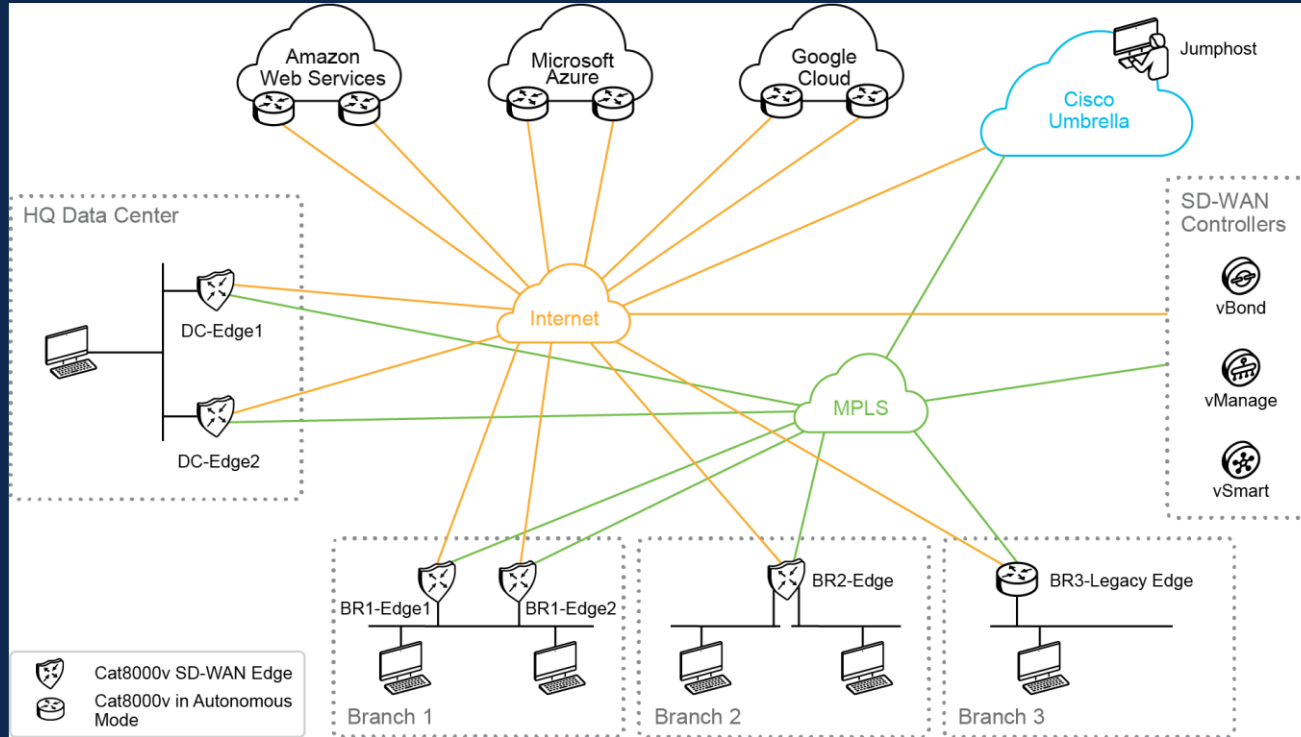 Amazon
Web Services
Microsoft
Azure
Google
Cloud
Jumphost
Cisco
Umbrella
HQ Data Center
SD-WAN
Controllers
DC-Edge1
Internet
vBond
vManage
MPLS
DC-Edge2
vSmart
BR1-Edge1
BR1-Edge2
BR2-Edge
BR3-Legacy Edge
Cat8000v SD-WAN Edge
Cat8000v in Autonomous
Mode
Branch 1
Branch 2
Branch 3